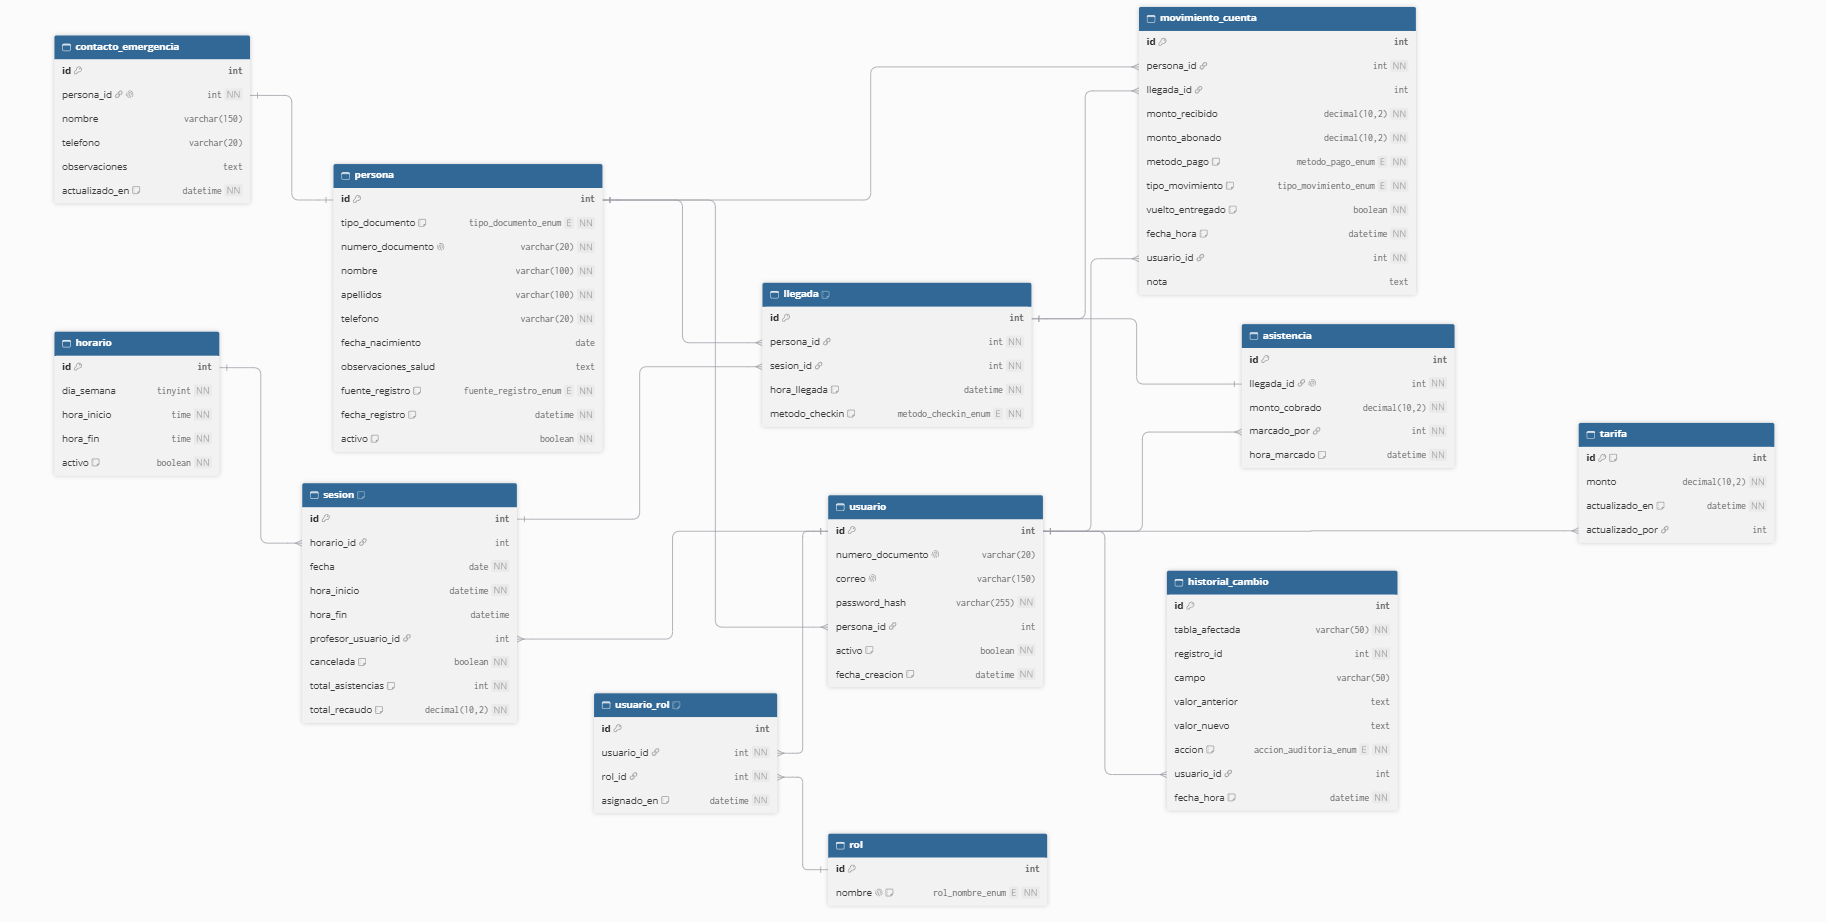 contacto_emergencia
id int
persona_id int NN
nombre varchar(150)
telefono varchar(20)
observaciones text
actualizado_en datetime NN
persona
id int
tipo_documento tipo_documento_enum E NN
numero_documento varchar(20) NN
nombre varchar(100) NN
apellidos varchar(100) NN
telefono varchar(20) NN
fecha_nacimiento date
observaciones_salud text
fuente_registro fuente_registro_enum E NN
fecha_registro datetime NN
activo boolean NN
horario
id int
dia_semana tinyint NN
hora_inicio time NN
hora_fin time NN
activo boolean NN
sesion
id int
horario_id int
fecha date NN
hora_inicio datetime NN
hora_fin datetime
profesor_usuario_id int
cancelada boolean NN
total_asistencias int NN
total_recaudo decimal(10,2) NN
llegada
id int
persona_id int NN
sesion_id int NN
hora_llegada datetime NN
metodo_checkin metodo_checkin_enum E NN
usuario
id int
numero_documento varchar(20)
correo varchar(150)
password_hash varchar(255) NN
persona_id int
activo boolean NN
fecha_creacion datetime NN
usuario_rol
id int
usuario_id int NN
rol_id int NN
asignado_en datetime NN
rol
id int
nombre rol_nombre_enum E NN
movimiento_cuenta
id int
persona_id int NN
llegada_id int
monto_recibido decimal(10,2) NN
monto_abonado decimal(10,2) NN
metodo_pago metodo_pago_enum E NN
tipo_movimiento tipo_movimiento_enum E NN
vuelto_entregado boolean NN
fecha_hora datetime NN
usuario_id int NN
nota text
asistencia
id int
llegada_id int NN
monto_cobrado decimal(10,2) NN
marcado_por int NN
hora_marcado datetime NN
tarifa
id int
monto decimal(10,2) NN
actualizado_en datetime NN
actualizado_por int
historial_cambio
id int
tabla_afectada varchar(50) NN
registro_id int NN
campo varchar(50)
valor_anterior text
valor_nuevo text
accion accion_auditoria_enum E NN
usuario_id int
fecha_hora datetime NN